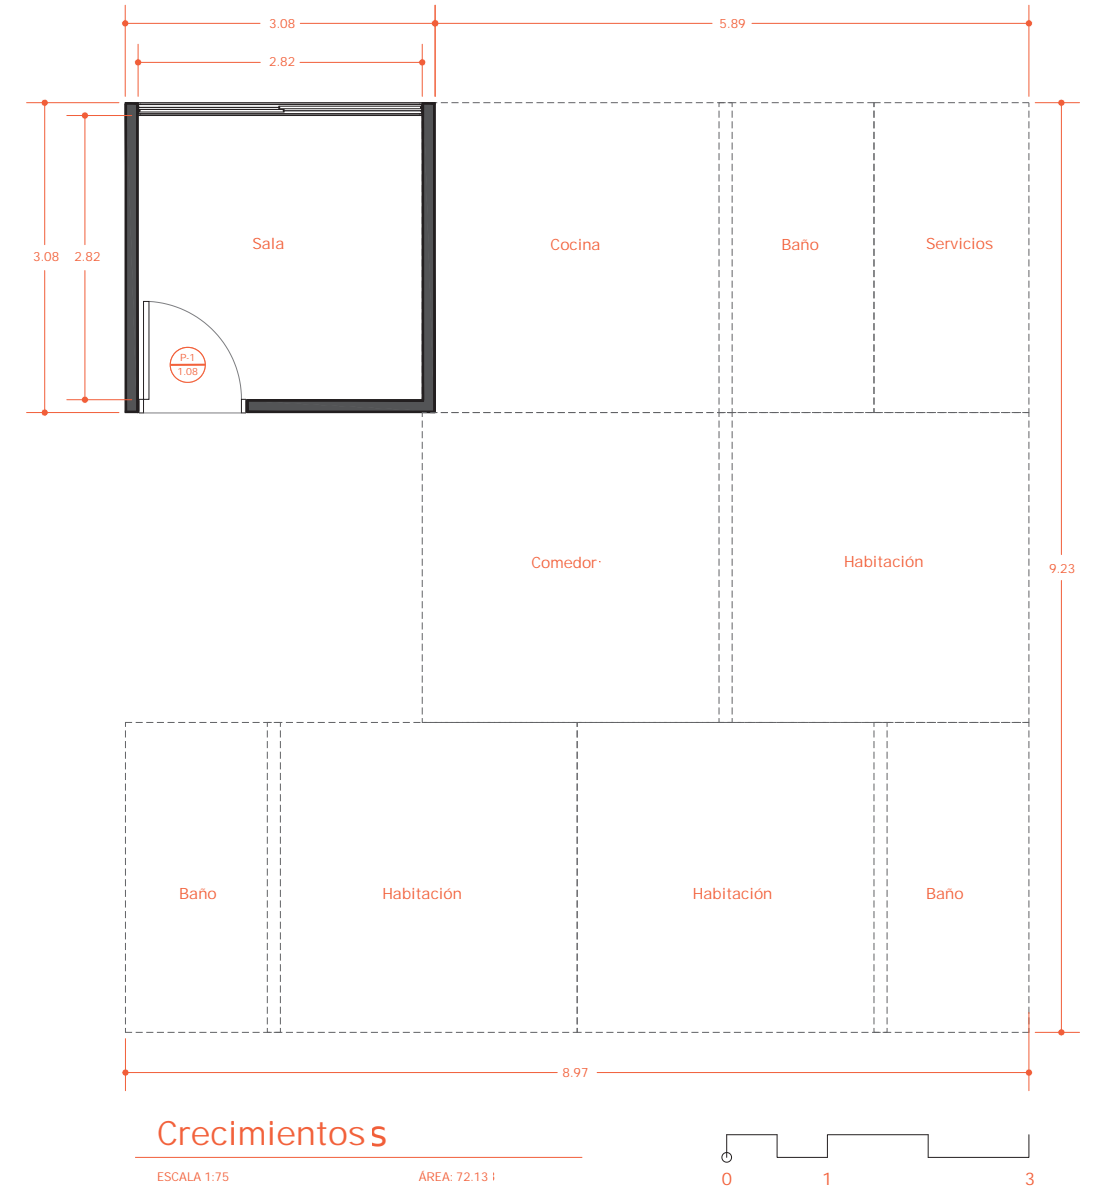 3.08
5.89
2.82
Sala
Cocina
Baño
Servicios
3.08
2.82
P-1
1.08
Comedor
Habitación
9.23
Baño
Habitación
Habitación
Baño
8.97
Crecimientos s
ESCALA 1:75
ÁREA: 72.13
0
1
3